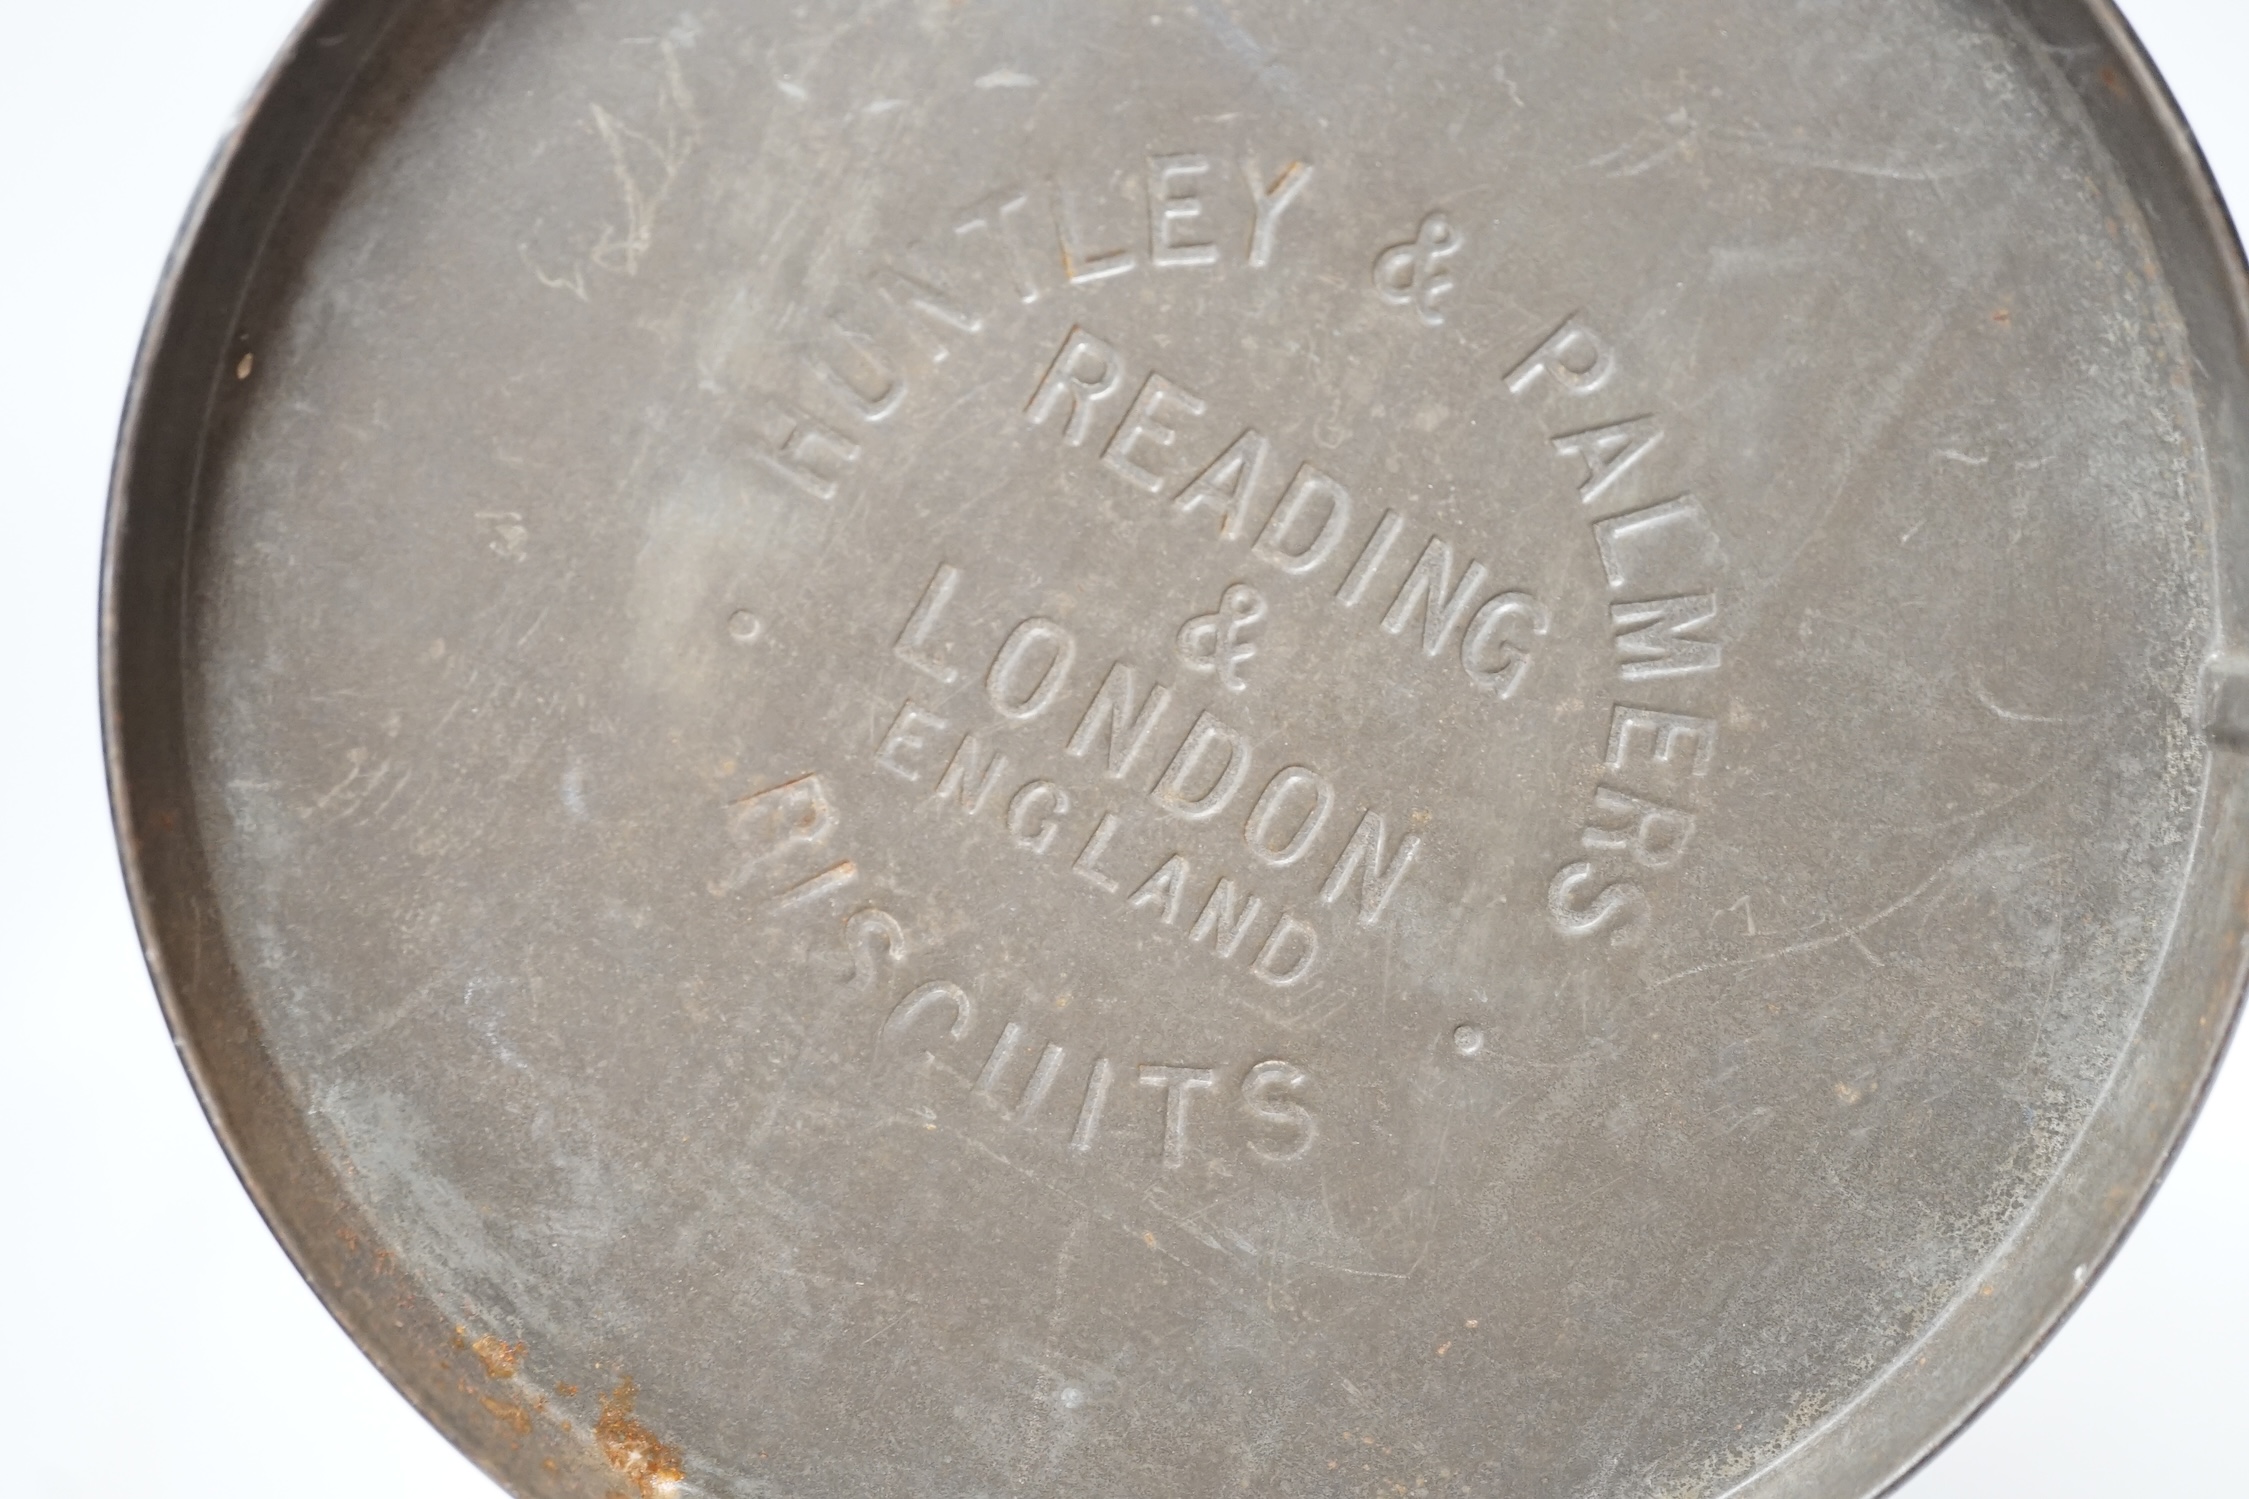 HUNTLEY & PALMERS
READING
&
LONDON
ENGLAND
BISCUITS